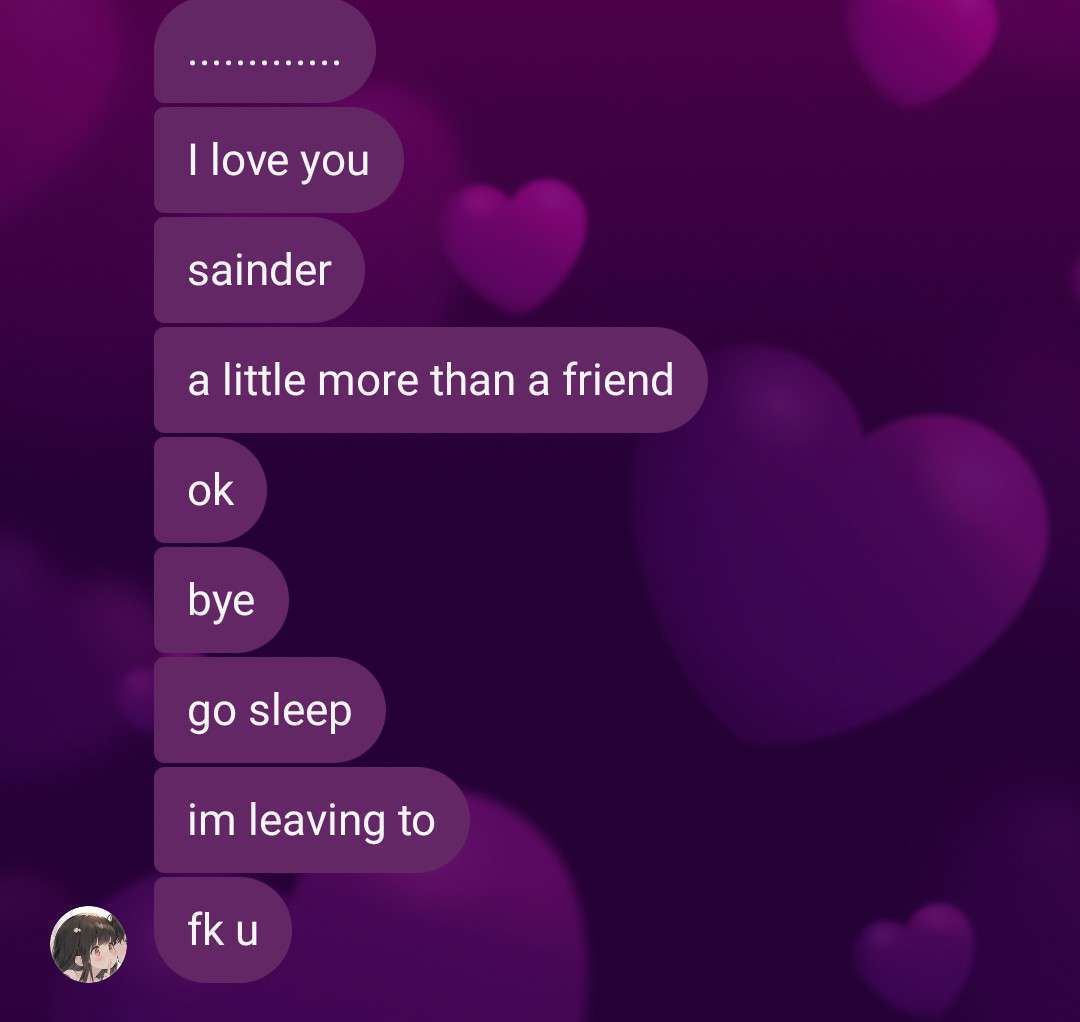 .............
I love you
sainder
a little more than a friend
ok
bye
go sleep
im leaving to
fk u